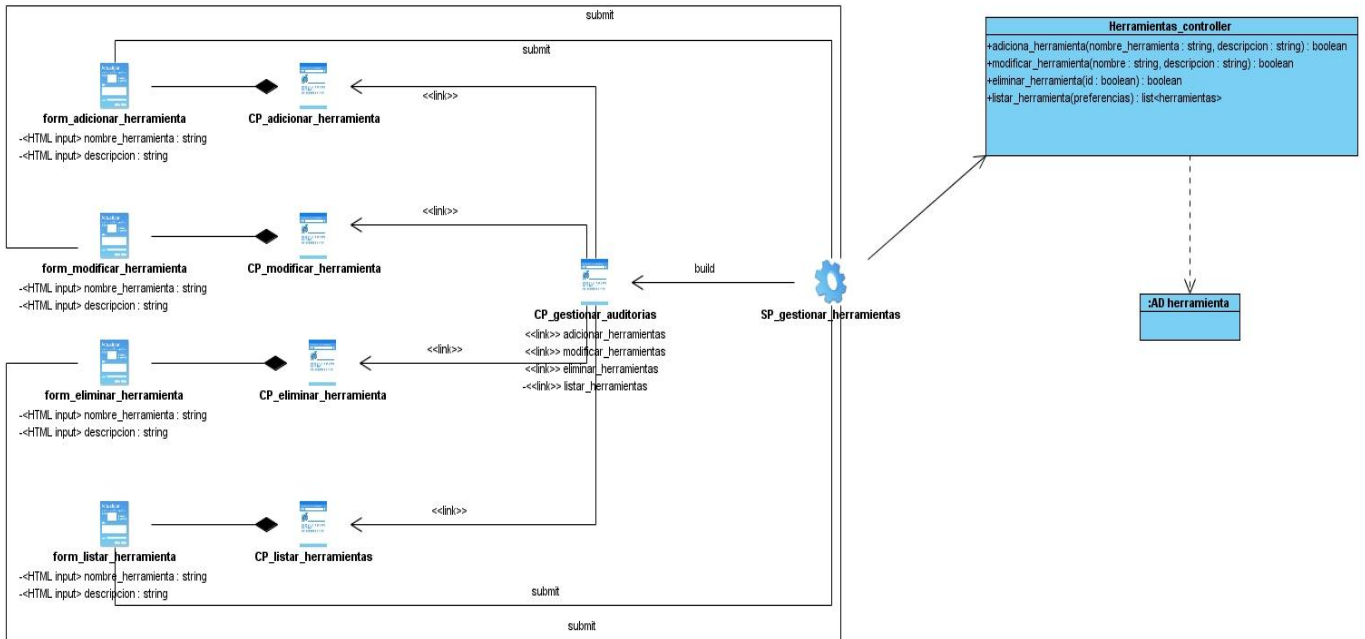 submit
submit
form_adicionar_herramienta
-<HTML input> nombre_herramienta : string
-<HTML input> descripcion : string
CP_adicionar_herramienta
<<link>>
form_modificar_herramienta
-<HTML input> nombre_herramienta : string
-<HTML input> descripcion : string
CP_modificar_herramienta
<<link>>
form_eliminar_herramienta
-<HTML input> nombre_herramienta : string
-<HTML input> descripcion : string
CP_eliminar_herramienta
<<link>>
form_listar_herramienta
-<HTML input> nombre_herramienta : string
-<HTML input> descripcion : string
CP_listar_herramientas
<<link>>
CP_gestionar_auditorias
<<link>> adicionar_herramientas
<<link>> modificar_herramientas
<<link>> eliminar_herramientas
-<<link>> listar_herramientas
build
SP_gestionar_herramientas
submit
submit
Herramientas_controller
+adiciona_herramienta(nombre_herramienta : string, descripcion : string) : boolean
+modificar_herramienta(nombre : string, descripcion : string) : boolean
+eliminar_herramienta(id : boolean) : boolean
+listar_herramienta(preferencias) : list<herramientas>
:AD herramienta